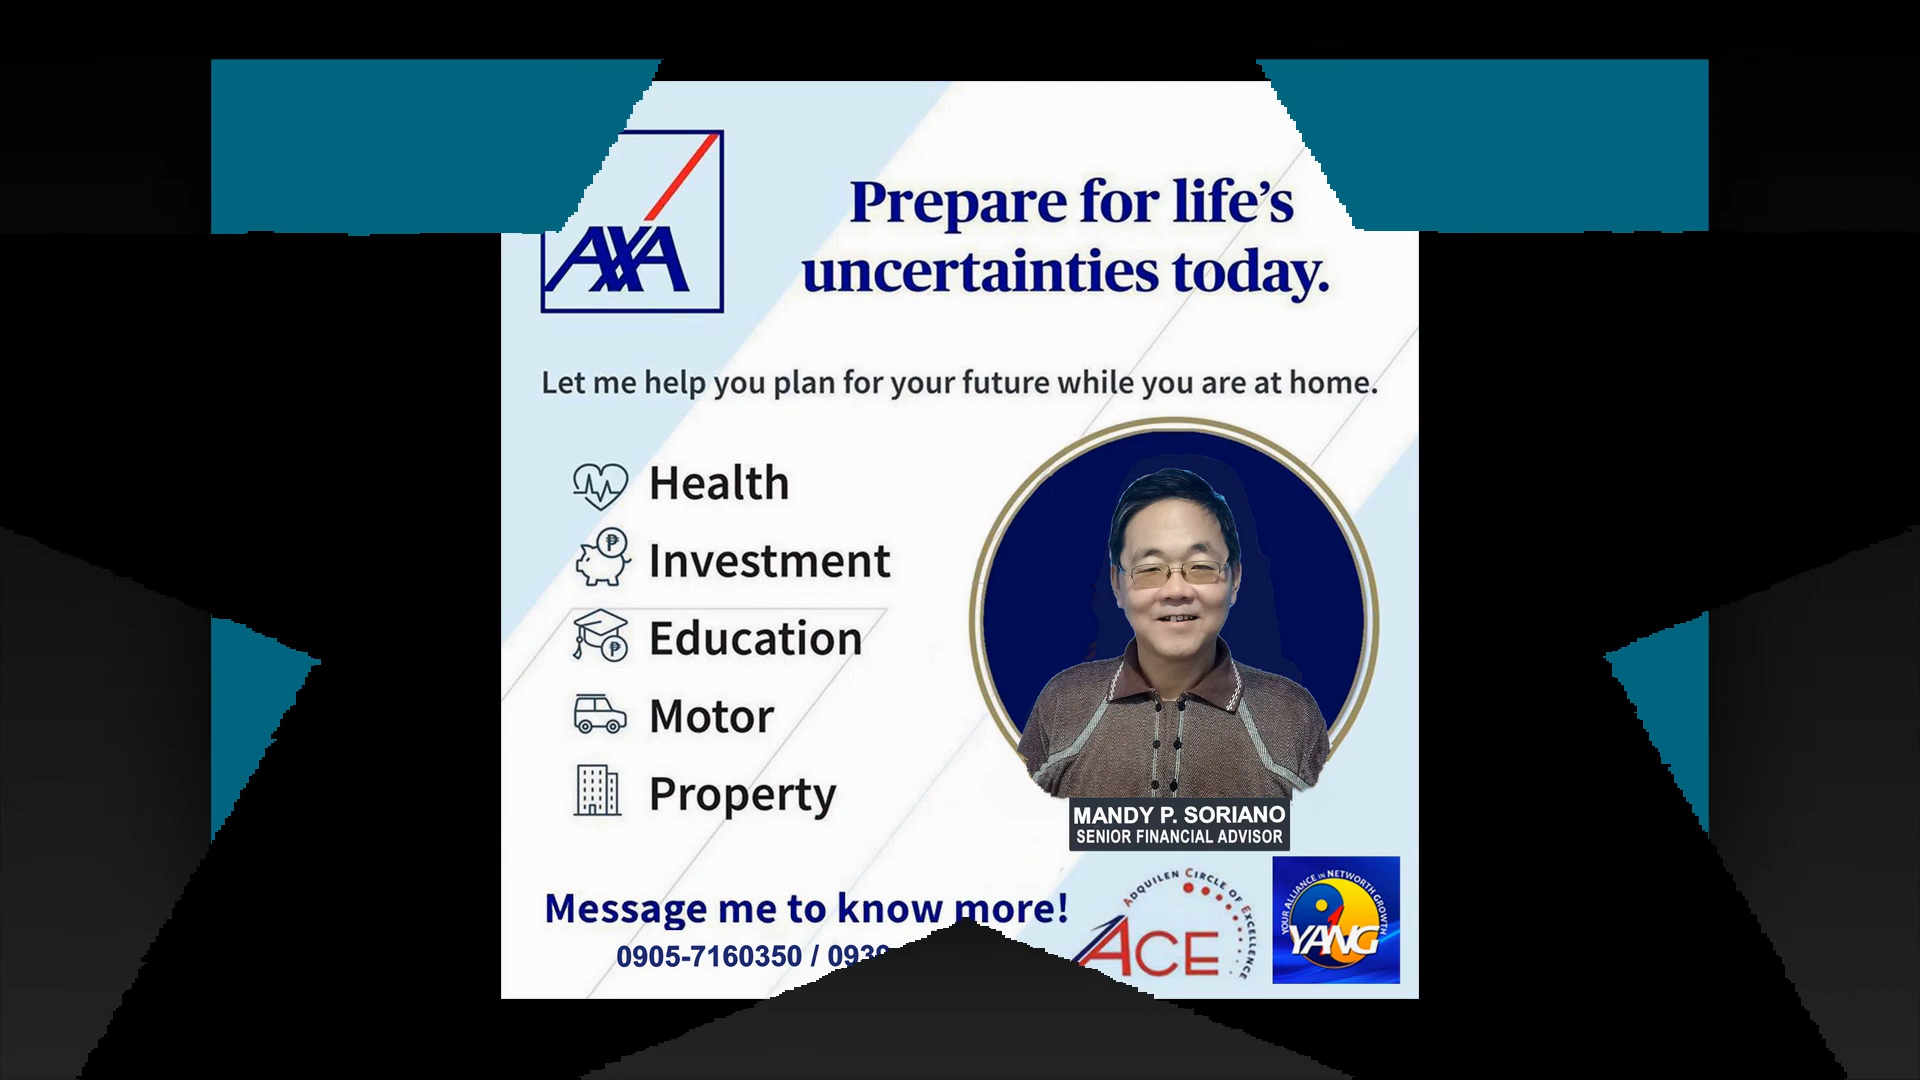 AXA
Prepare for life's
uncertainties today.
Let me help you plan for your future while you are at home.
Health
Investment
Education
Motor
Property
MANDY P. SORIANO
SENIOR FINANCIAL ADVISOR
Message me to know more!
0905-7160350 /
ADQUILEN CIRCLE OF EXCELLENCE
ACE
YOUR ALLIANCE IN NETWORTH GROWTH
YANG